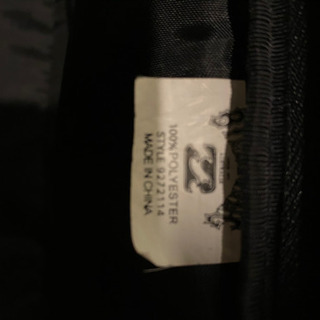 100% POLYESTER
STYLE 9272114
MADE IN CHINA